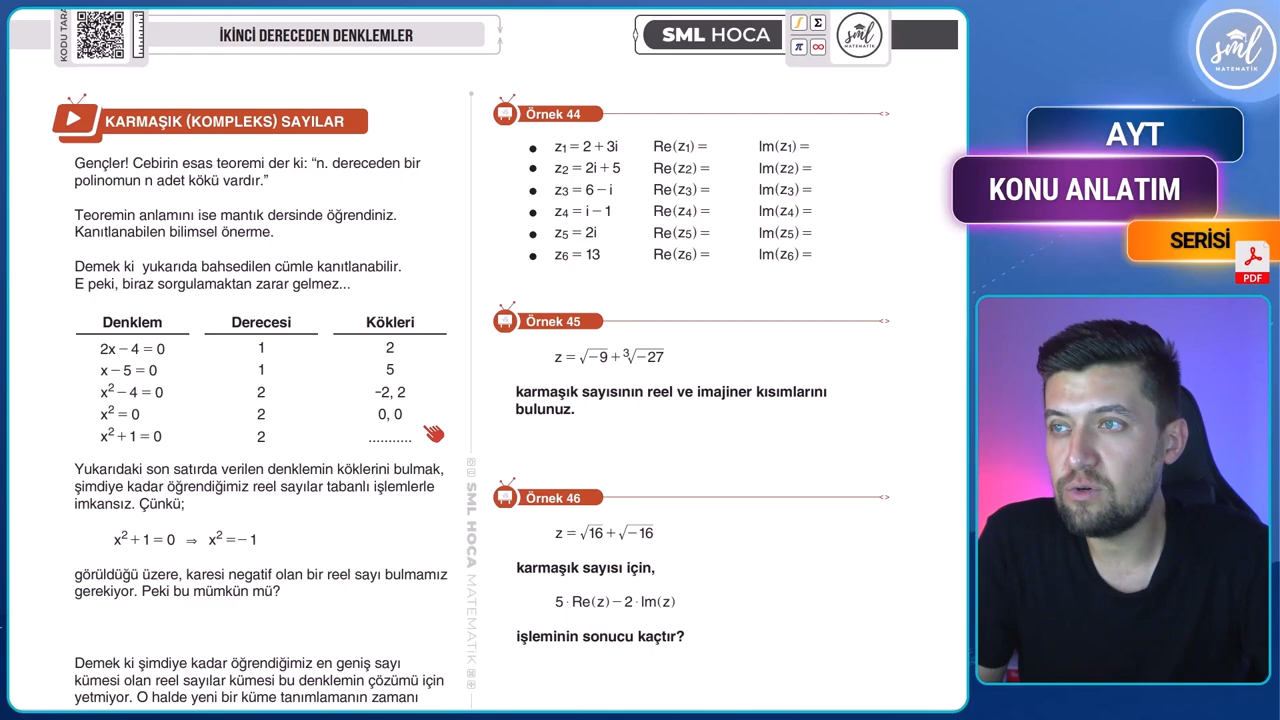 KODU TARA
İKİNCİ DERECEDEN DENKLEMLER
SML HOCA
∫ Σ
π ∞
sml
MATEMATİK
KARMAŞIK (KOMPLEKS) SAYILAR
Gençler! Cebirin esas teoremi der ki: “n. dereceden bir
polinomun n adet kökü vardır.”
Teoremin anlamını ise mantık dersinde öğrendiniz.
Kanıtlanabilen bilimsel önerme.
Demek ki yukarıda bahsedilen cümle kanıtlanabilir.
E peki, biraz sorgulamaktan zarar gelmez...
Denklem Derecesi Kökleri
2x − 4 = 0 1 2
x − 5 = 0 1 5
x² − 4 = 0 2 -2, 2
x² = 0 2 0, 0
x² + 1 = 0 2 ...........
Yukarıdaki son satırda verilen denklemin köklerini bulmak,
şimdiye kadar öğrendiğimiz reel sayılar tabanlı işlemlerle
imkansız. Çünkü;
x² + 1 = 0 ⇒ x² = − 1
görüldüğü üzere, karesi negatif olan bir reel sayı bulmamız
gerekiyor. Peki bu mümkün mü?
Demek ki şimdiye kadar öğrendiğimiz en geniş sayı
kümesi olan reel sayılar kümesi bu denklemin çözümü için
yetmiyor. O halde yeni bir küme tanımlamanın zamanı
SML HOCA MATEMATİK
Örnek 44
• z₁ = 2 + 3i Re(z₁) = Im(z₁) =
• z₂ = 2i + 5 Re(z₂) = Im(z₂) =
• z₃ = 6 − i Re(z₃) = Im(z₃) =
• z₄ = i − 1 Re(z₄) = Im(z₄) =
• z₅ = 2i Re(z₅) = Im(z₅) =
• z₆ = 13 Re(z₆) = Im(z₆) =
Örnek 45
z = √−9 + ³√−27
karmaşık sayısının reel ve imajiner kısımlarını
bulunuz.
Örnek 46
z = √16 + √−16
karmaşık sayısı için,
5 · Re(z) − 2 · Im(z)
işleminin sonucu kaçtır?
sml
MATEMATİK
AYT
KONU ANLATIM
SERİSİ
PDF